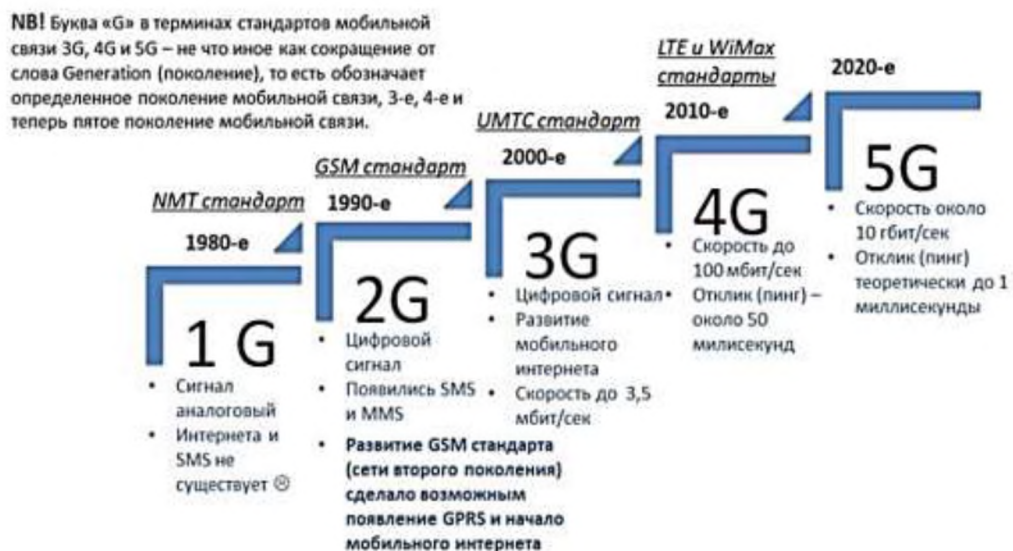 NB! Буква «G» в терминах стандартов мобильной
связи 3G, 4G и 5G – не что иное как сокращение от
слова Generation (поколение), то есть обозначает
определенное поколение мобильной связи, 3-е, 4-е и
теперь пятое поколение мобильной связи.
NMT стандарт
1980-е
1 G
• Сигнал
аналоговый
• Интернета и
SMS не
существует ☹
GSM стандарт
1990-е
2G
• Цифровой
сигнал
• Появились SMS
и MMS
• Развитие GSM стандарта
(сети второго поколения)
сделало возможным
появление GPRS и начало
мобильного интернета
UMTC стандарт
2000-е
3G
• Цифровой сигнал
• Развитие
мобильного
интернета
• Скорость до 3,5
мбит/сек
LTE и WiMax
стандарты
2010-е
4G
• Скорость до
100 мбит/сек
• Отклик (пинг) –
около 50
милисекунд
2020-е
5G
• Скорость около
10 гбит/сек
• Отклик (пинг)
теоретически до 1
миллисекунды